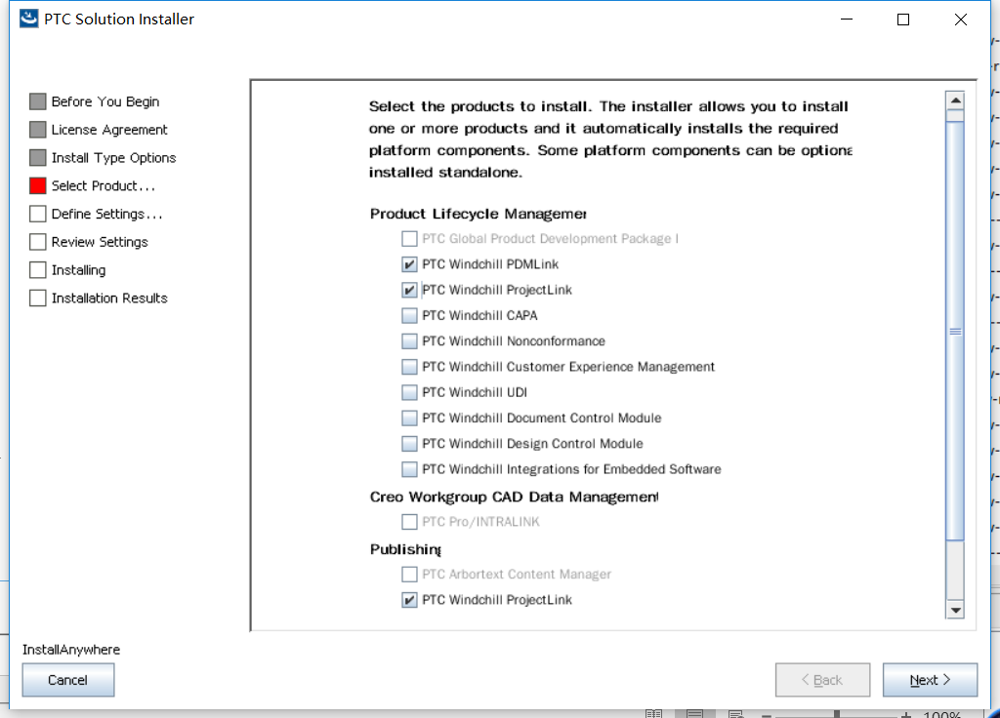 PTC Solution Installer
Before You Begin
License Agreement
Install Type Options
Select Product...
Define Settings...
Review Settings
Installing
Installation Results
Select the products to install. The installer allows you to install
one or more products and it automatically installs the required
platform components. Some platform components can be optiona
installed standalone.
Product Lifecycle Managemen
PTC Global Product Development Package I
PTC Windchill PDMLink
PTC Windchill ProjectLink
PTC Windchill CAPA
PTC Windchill Nonconformance
PTC Windchill Customer Experience Management
PTC Windchill UDI
PTC Windchill Document Control Module
PTC Windchill Design Control Module
PTC Windchill Integrations for Embedded Software
Creo Workgroup CAD Data Management
PTC Pro/INTRALINK
Publishing
PTC Arbortext Content Manager
PTC Windchill ProjectLink
InstallAnywhere
Cancel
< Back
Next >
100%